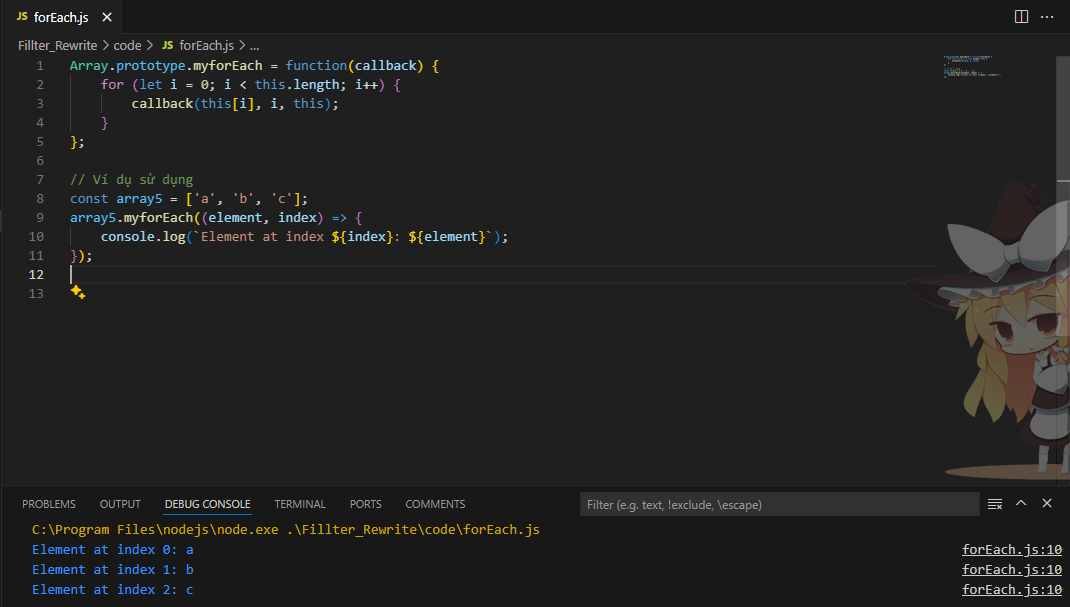 JS forEach.js
Fillter_Rewrite > code > JS forEach.js > ...
1 Array.prototype.myforEach = function(callback) {
2     for (let i = 0; i < this.length; i++) {
3         callback(this[i], i, this);
4     }
5 };
6
7 // Ví dụ sử dụng
8 const array5 = ['a', 'b', 'c'];
9 array5.myforEach((element, index) => {
10     console.log(`Element at index ${index}: ${element}`);
11 });
12
13
PROBLEMS OUTPUT DEBUG CONSOLE TERMINAL PORTS COMMENTS Filter (e.g. text, !exclude, \escape)
C:\Program Files\nodejs\node.exe .\Fillter_Rewrite\code\forEach.js
Element at index 0: a forEach.js:10
Element at index 1: b forEach.js:10
Element at index 2: c forEach.js:10